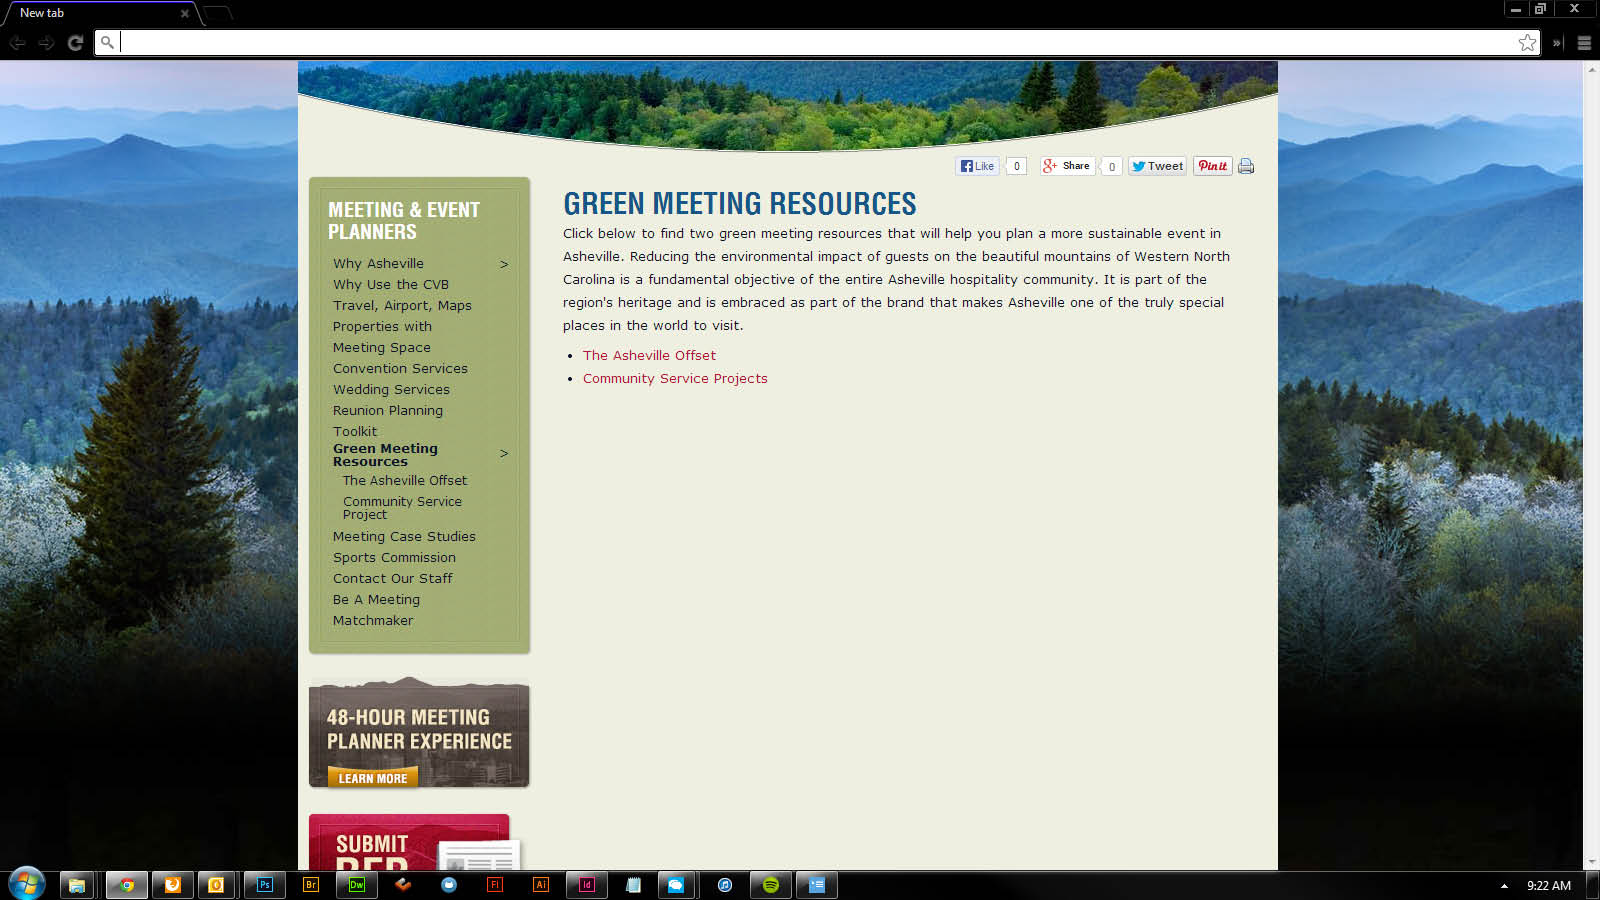 New tab
Like
0
Share
0
Tweet
Pin it
MEETING & EVENT
PLANNERS
Why Asheville >
Why Use the CVB
Travel, Airport, Maps
Properties with
Meeting Space
Convention Services
Wedding Services
Reunion Planning
Toolkit
Green Meeting
Resources >
The Asheville Offset
Community Service
Project
Meeting Case Studies
Sports Commission
Contact Our Staff
Be A Meeting
Matchmaker
48-HOUR MEETING
PLANNER EXPERIENCE
LEARN MORE
SUBMIT
RFP
GREEN MEETING RESOURCES
Click below to find two green meeting resources that will help you plan a more sustainable event in
Asheville. Reducing the environmental impact of guests on the beautiful mountains of Western North
Carolina is a fundamental objective of the entire Asheville hospitality community. It is part of the
region's heritage and is embraced as part of the brand that makes Asheville one of the truly special
places in the world to visit.
• The Asheville Offset
• Community Service Projects
Ps
Br
Dw
Fl
Ai
Id
9:22 AM